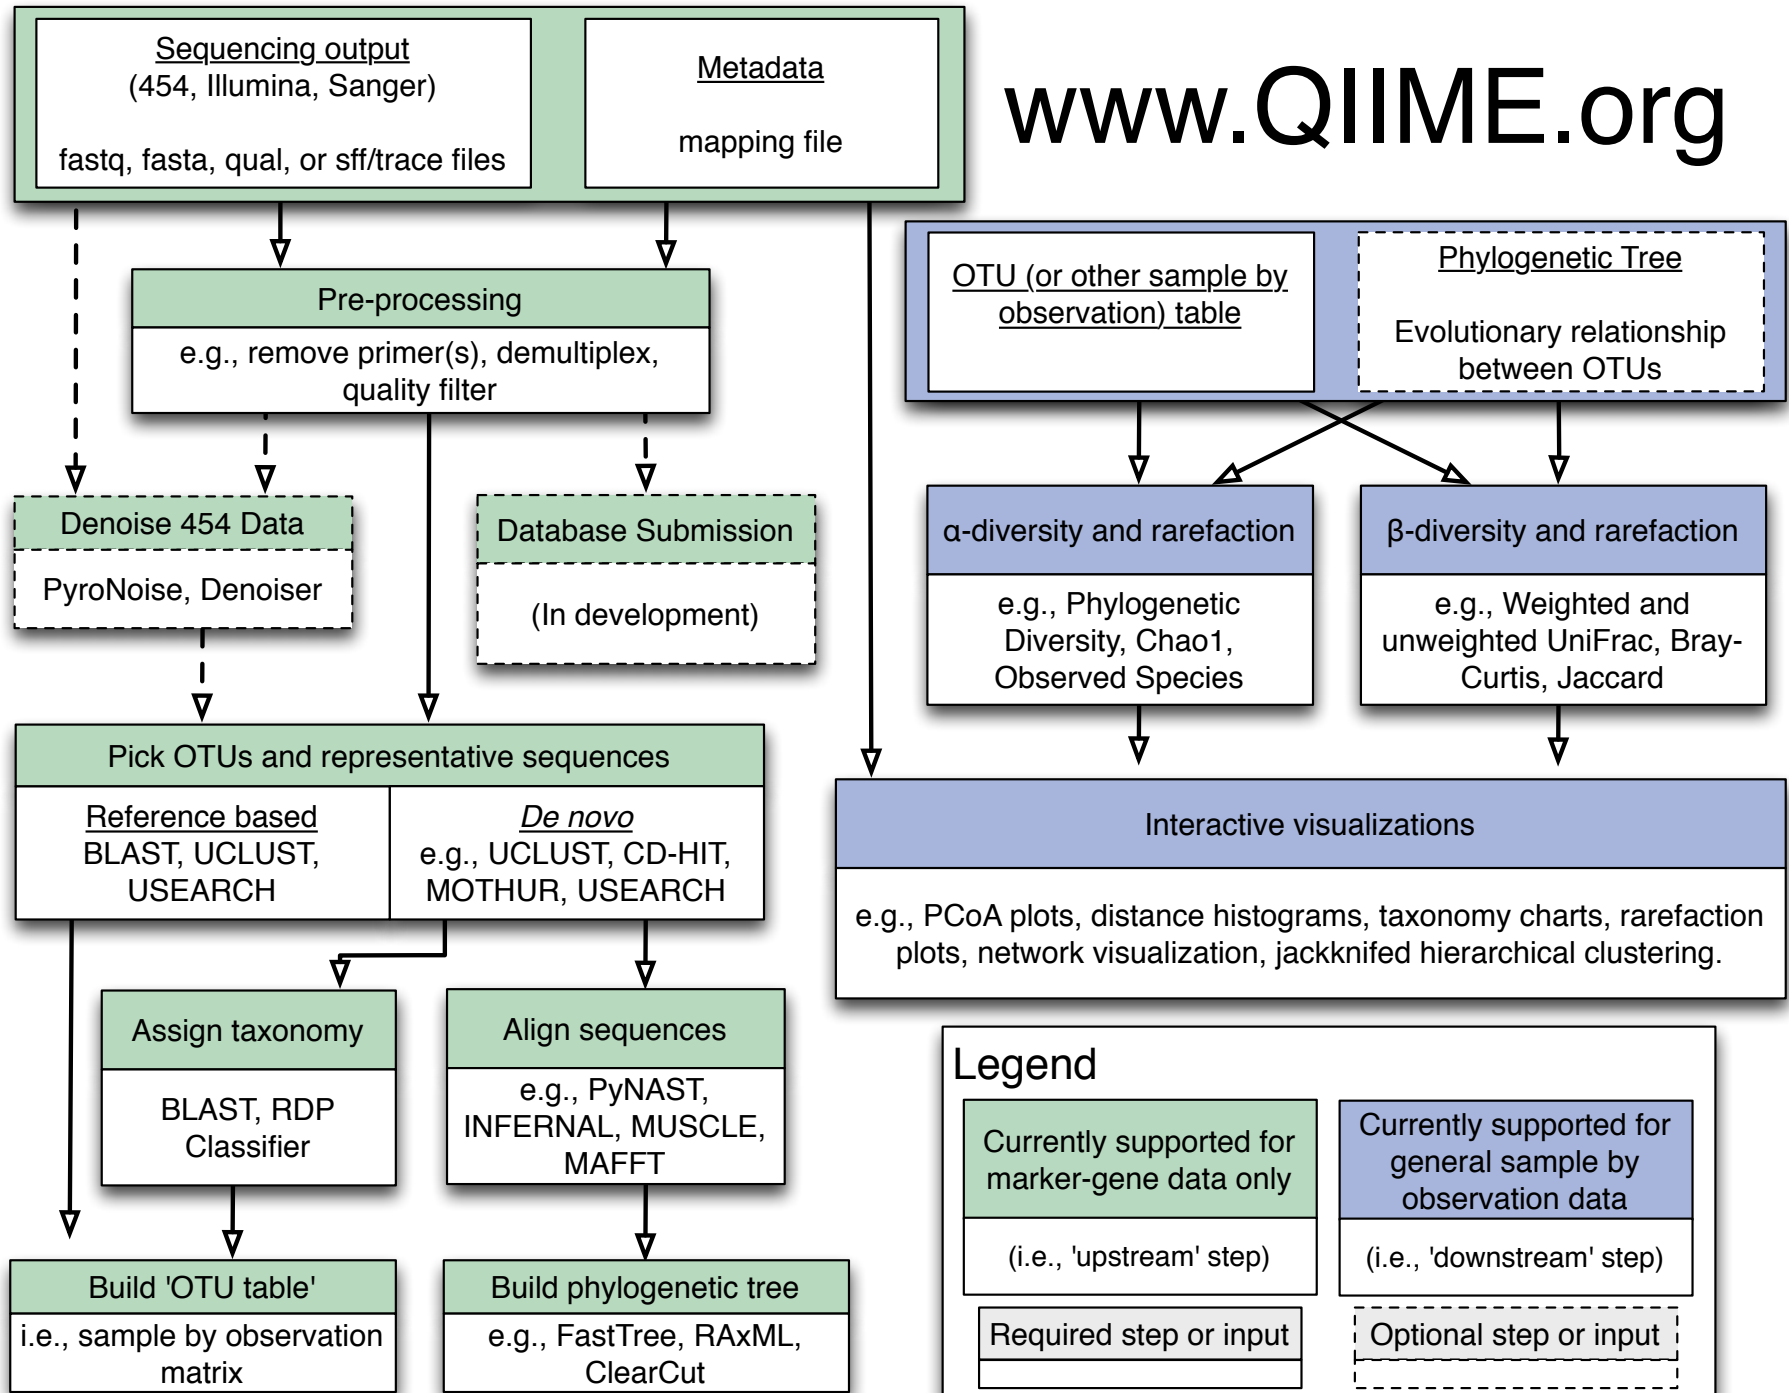 Sequencing output
(454, Illumina, Sanger)
fastq, fasta, qual, or sff/trace files
Metadata
mapping file
www.QIIME.org
Pre-processing
e.g., remove primer(s), demultiplex,
quality filter
OTU (or other sample by
observation) table
Phylogenetic Tree
Evolutionary relationship
between OTUs
Denoise 454 Data
PyroNoise, Denoiser
Database Submission
(In development)
α-diversity and rarefaction
e.g., Phylogenetic
Diversity, Chao1,
Observed Species
β-diversity and rarefaction
e.g., Weighted and
unweighted UniFrac, Bray-
Curtis, Jaccard
Pick OTUs and representative sequences
Reference based
BLAST, UCLUST,
USEARCH
De novo
e.g., UCLUST, CD-HIT,
MOTHUR, USEARCH
Interactive visualizations
e.g., PCoA plots, distance histograms, taxonomy charts, rarefaction
plots, network visualization, jackknifed hierarchical clustering.
Assign taxonomy
BLAST, RDP
Classifier
Align sequences
e.g., PyNAST,
INFERNAL, MUSCLE,
MAFFT
Build 'OTU table'
i.e., sample by observation
matrix
Build phylogenetic tree
e.g., FastTree, RAxML,
ClearCut
Legend
Currently supported for
marker-gene data only
(i.e., 'upstream' step)
Currently supported for
general sample by
observation data
(i.e., 'downstream' step)
Required step or input
Optional step or input